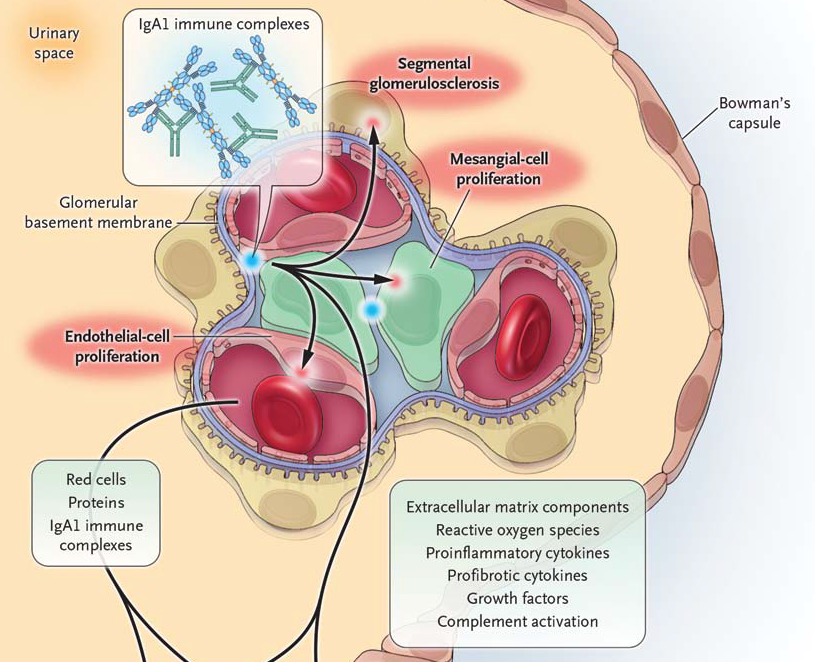 Urinary
space
IgA1 immune complexes
Segmental
glomerulosclerosis
Bowman's
capsule
Mesangial-cell
proliferation
Glomerular
basement membrane
Endothelial-cell
proliferation
Red cells
Proteins
IgA1 immune
complexes
Extracellular matrix components
Reactive oxygen species
Proinflammatory cytokines
Profibrotic cytokines
Growth factors
Complement activation